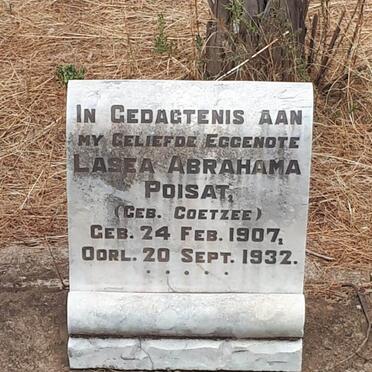 IN GEDAGTENIS AAN
MY GELIEFDE EGGENOTE
LASEA ABRAHAMA
POISAT,
(GEB. COETZEE)
GEB. 24 FEB. 1907,
OORL. 20 SEPT. 1932.